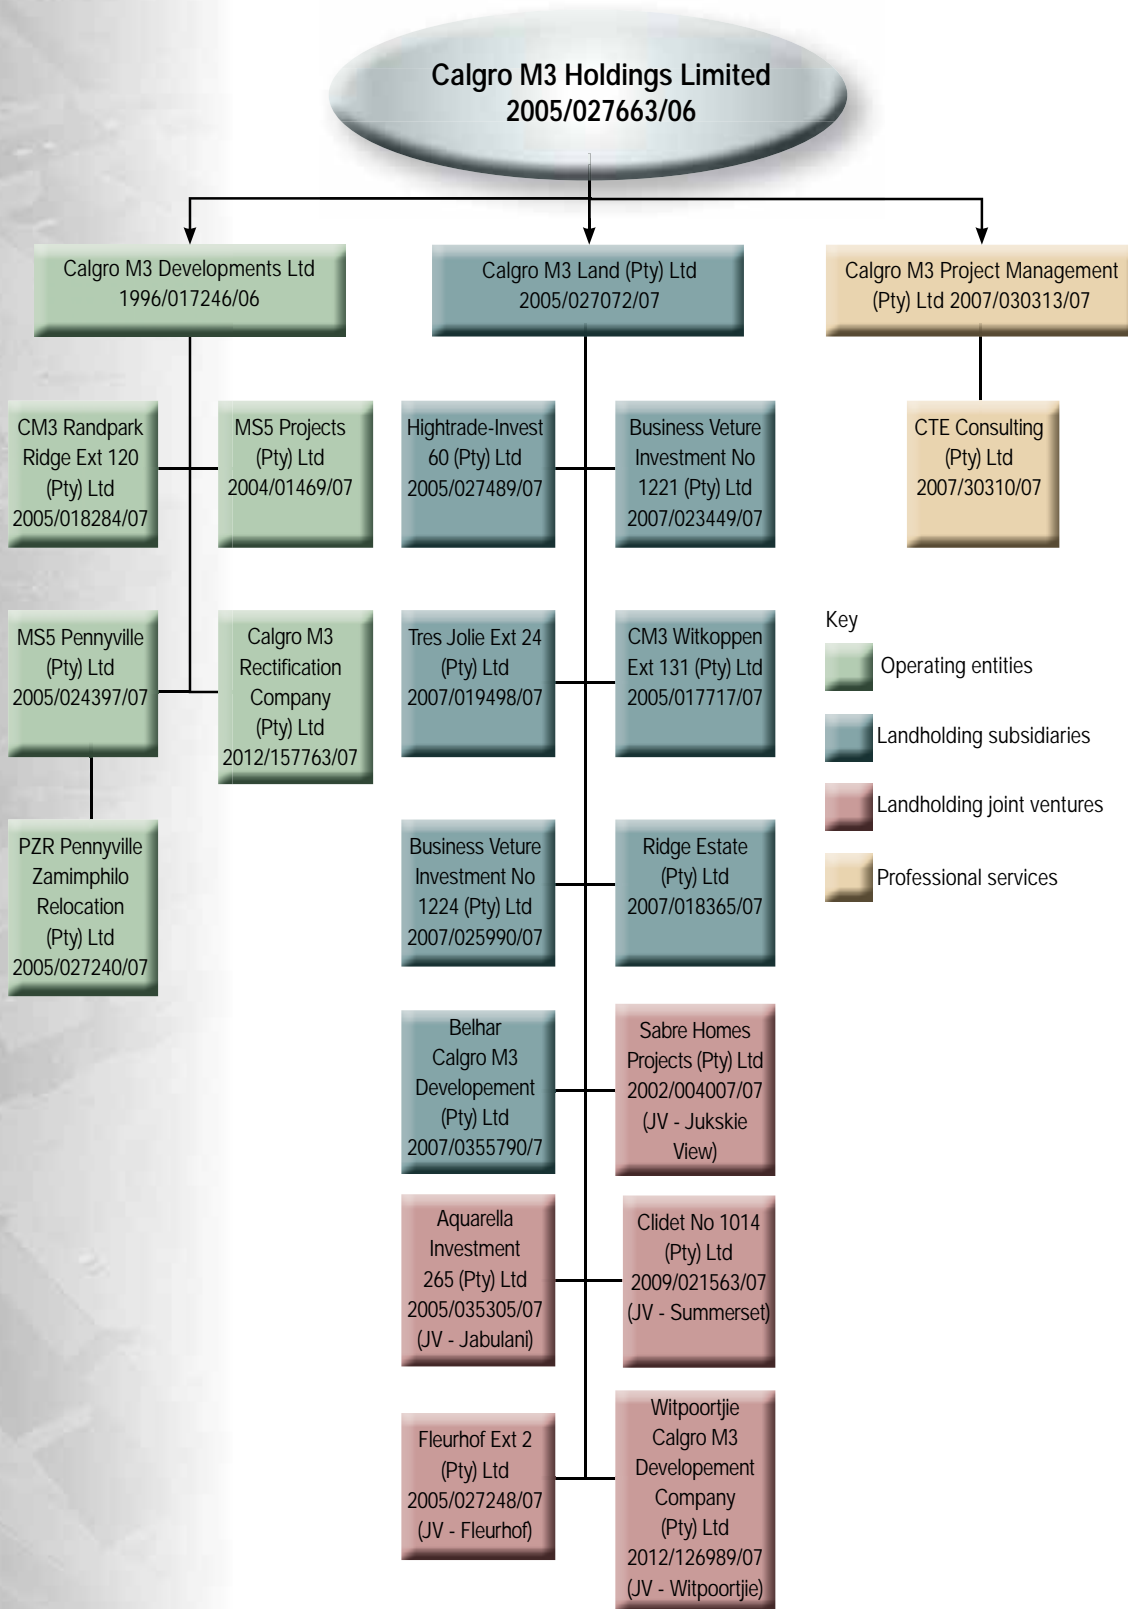 Calgro M3 Holdings Limited
2005/027663/06
Calgro M3 Developments Ltd
1996/017246/06
Calgro M3 Land (Pty) Ltd
2005/027072/07
Calgro M3 Project Management
(Pty) Ltd 2007/030313/07
CM3 Randpark
Ridge Ext 120
(Pty) Ltd
2005/018284/07
MS5 Projects
(Pty) Ltd
2004/01469/07
Hightrade-Invest
60 (Pty) Ltd
2005/027489/07
Business Veture
Investment No
1221 (Pty) Ltd
2007/023449/07
CTE Consulting
(Pty) Ltd
2007/30310/07
MS5 Pennyville
(Pty) Ltd
2005/024397/07
Calgro M3
Rectification
Company
(Pty) Ltd
2012/157763/07
Tres Jolie Ext 24
(Pty) Ltd
2007/019498/07
CM3 Witkoppen
Ext 131 (Pty) Ltd
2005/017717/07
Key
Operating entities
Landholding subsidiaries
Landholding joint ventures
Professional services
PZR Pennyville
Zamimphilo
Relocation
(Pty) Ltd
2005/027240/07
Business Veture
Investment No
1224 (Pty) Ltd
2007/025990/07
Ridge Estate
(Pty) Ltd
2007/018365/07
Belhar
Calgro M3
Developement
(Pty) Ltd
2007/0355790/7
Sabre Homes
Projects (Pty) Ltd
2002/004007/07
(JV - Jukskie
View)
Aquarella
Investment
265 (Pty) Ltd
2005/035305/07
(JV - Jabulani)
Clidet No 1014
(Pty) Ltd
2009/021563/07
(JV - Summerset)
Fleurhof Ext 2
(Pty) Ltd
2005/027248/07
(JV - Fleurhof)
Witpoortjie
Calgro M3
Developement
Company
(Pty) Ltd
2012/126989/07
(JV - Witpoortjie)